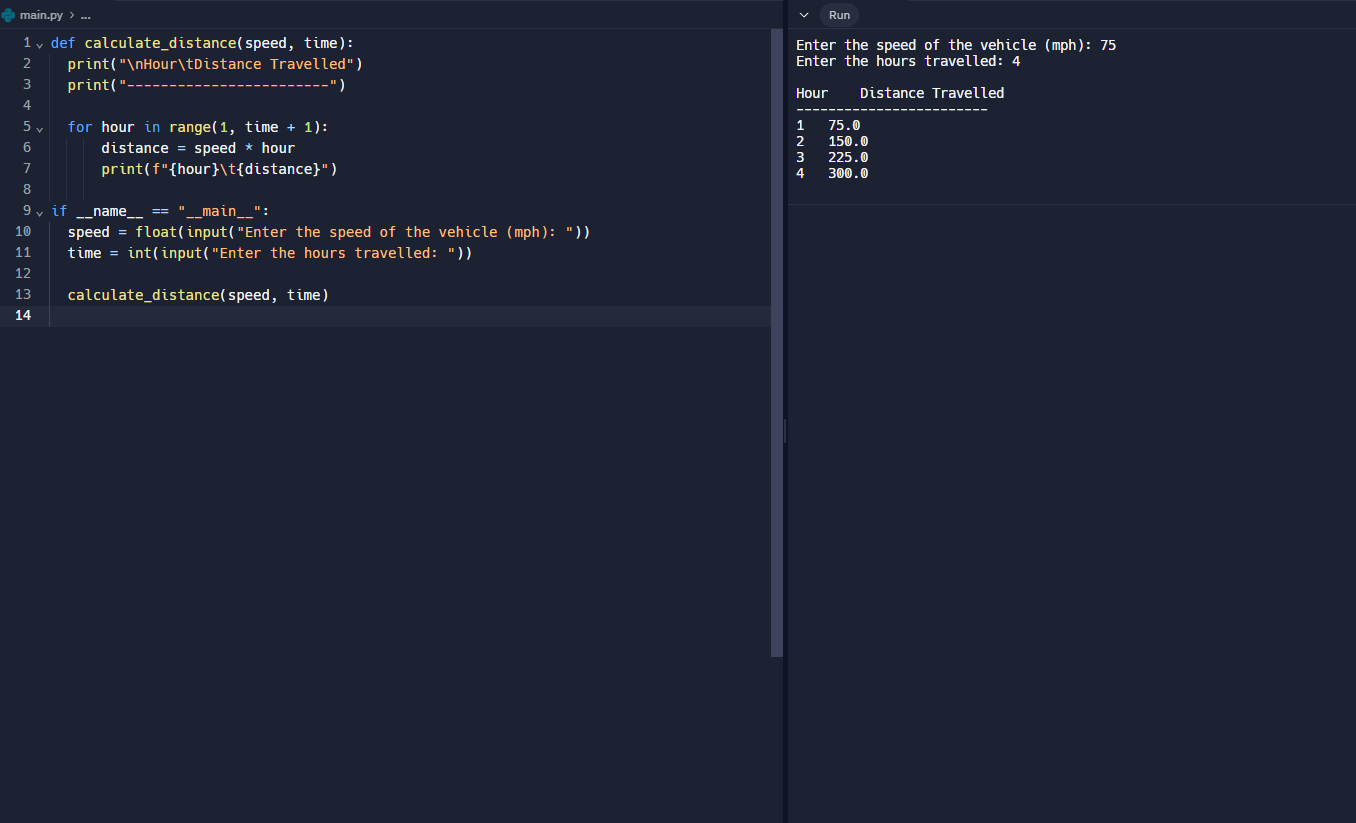 main.py > ...
1 def calculate_distance(speed, time):
2 print("\nHour\tDistance Travelled")
3 print("------------------------")
4
5 for hour in range(1, time + 1):
6 distance = speed * hour
7 print(f"{hour}\t{distance}")
8
9 if __name__ == "__main__":
10 speed = float(input("Enter the speed of the vehicle (mph): "))
11 time = int(input("Enter the hours travelled: "))
12
13 calculate_distance(speed, time)
14
Run
Enter the speed of the vehicle (mph): 75
Enter the hours travelled: 4
Hour Distance Travelled
------------------------
1 75.0
2 150.0
3 225.0
4 300.0